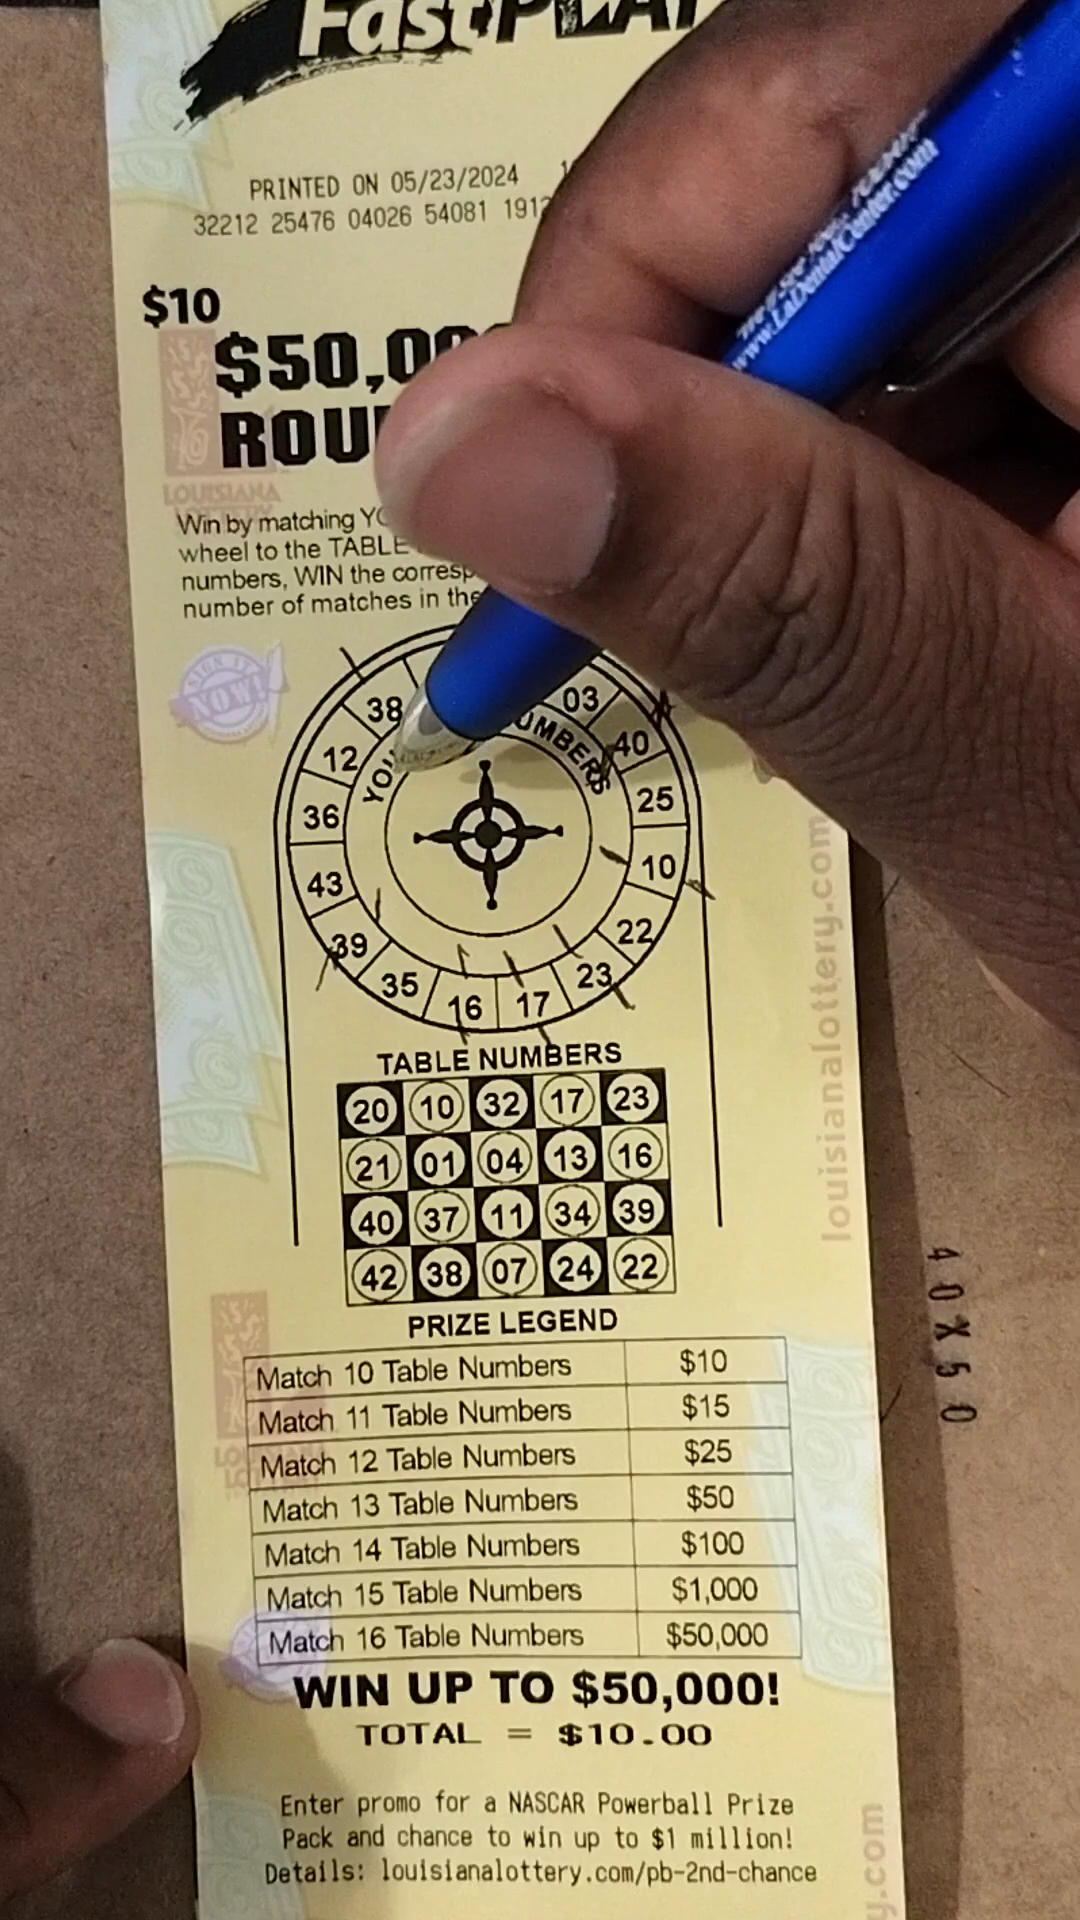 Fast PLAY
PRINTED ON 05/23/2024
32212 25476 04026 54081 191
$10
$50,00
ROU
LOUISIANA
Win by matching YO
wheel to the TABLE
numbers, WIN the corresp
number of matches in the
SIGN IT
NOW!
www.LaDentalCenter.com
YOU UMBERS
38
03
12
40
36
25
43
10
39
22
35
23
16
17
TABLE NUMBERS
20 10 32 17 23
21 01 04 13 16
40 37 11 34 39
42 38 07 24 22
PRIZE LEGEND
Match 10 Table Numbers $10
Match 11 Table Numbers $15
Match 12 Table Numbers $25
Match 13 Table Numbers $50
Match 14 Table Numbers $100
Match 15 Table Numbers $1,000
Match 16 Table Numbers $50,000
WIN UP TO $50,000!
TOTAL = $10.00
Enter promo for a NASCAR Powerball Prize
Pack and chance to win up to $1 million!
Details: louisianalottery.com/pb-2nd-chance
louisianalottery.com
y.com
40X50